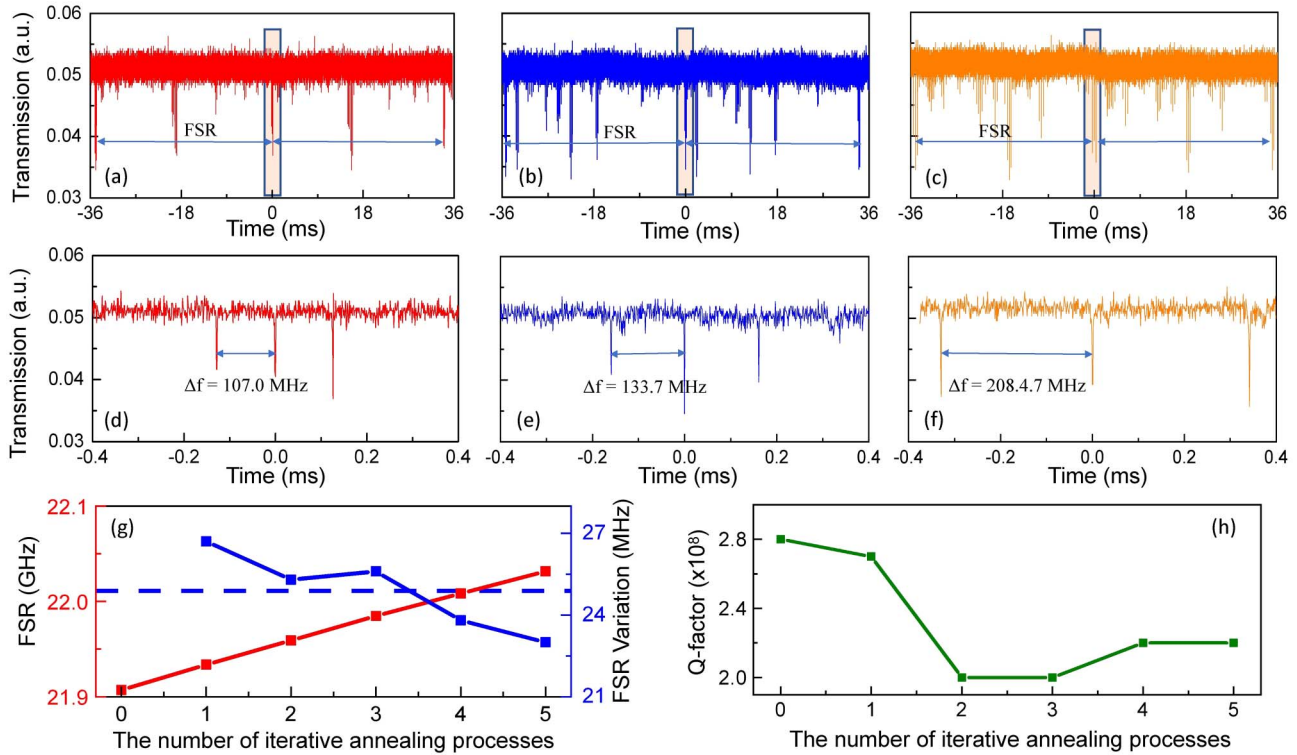 0.06
0.05
0.04
0.03
Transmission (a.u.)
FSR
(a)
-36 -18 0 18 36
Time (ms)
FSR
(b)
-36 -18 0 18 36
Time (ms)
FSR
(c)
-36 -18 0 18 36
Time (ms)
0.06
0.05
0.04
0.03
Transmission (a.u.)
Δf = 107.0 MHz
(d)
-0.4 -0.2 0.0 0.2 0.4
Time (ms)
Δf = 133.7 MHz
(e)
-0.4 -0.2 0.0 0.2 0.4
Time (ms)
Δf = 208.4.7 MHz
(f)
-0.4 -0.2 0.0 0.2 0.4
Time (ms)
(g)
22.1
22.0
21.9
FSR (GHz)
27
24
21
FSR Variation (MHz)
0 1 2 3 4 5
The number of iterative annealing processes
(h)
2.8
2.4
2.0
Q-factor (x10⁸)
0 1 2 3 4 5
The number of iterative annealing processes